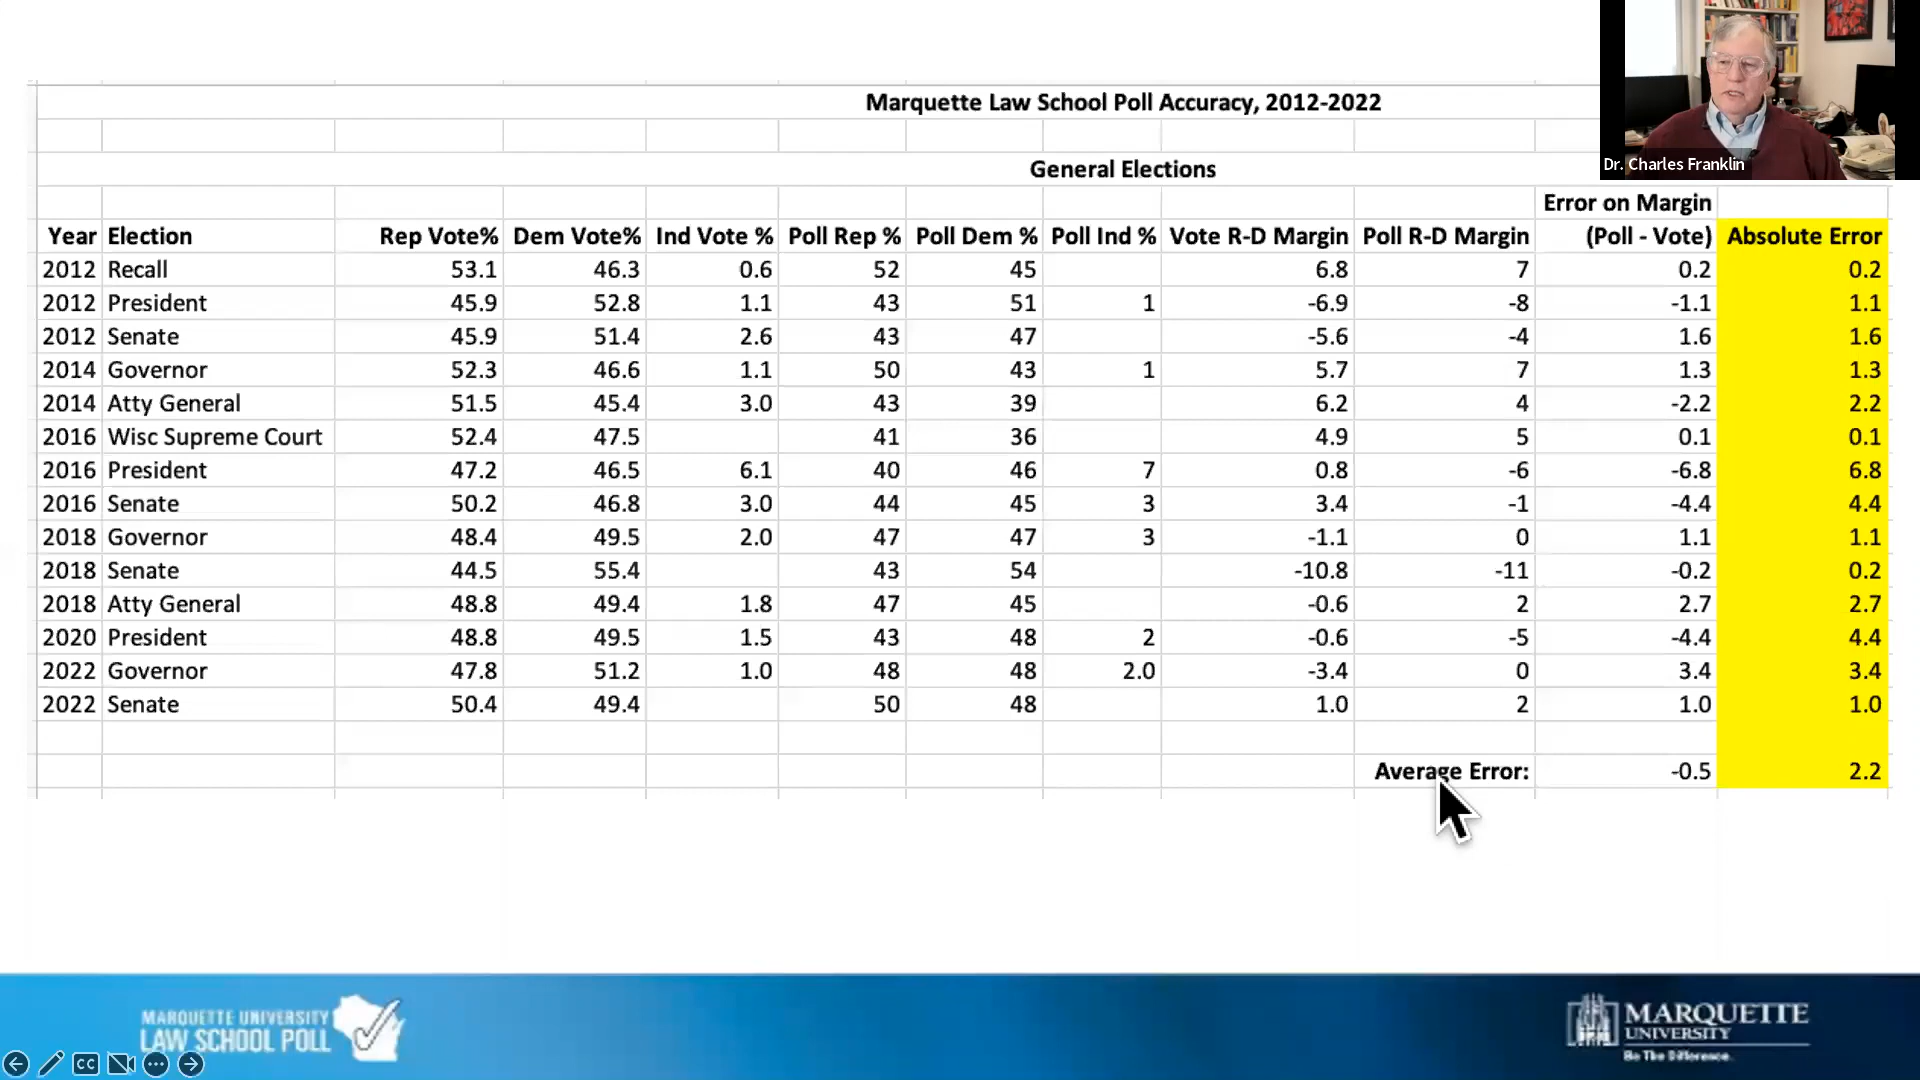 Marquette Law School Poll Accuracy, 2012-2022
Dr. Charles Franklin
General Elections
Error on Margin
Year Election Rep Vote% Dem Vote% Ind Vote % Poll Rep % Poll Dem % Poll Ind % Vote R-D Margin Poll R-D Margin (Poll - Vote) Absolute Error
2012 Recall 53.1 46.3 0.6 52 45 6.8 7 0.2 0.2
2012 President 45.9 52.8 1.1 43 51 1 -6.9 -8 -1.1 1.1
2012 Senate 45.9 51.4 2.6 43 47 -5.6 -4 1.6 1.6
2014 Governor 52.3 46.6 1.1 50 43 1 5.7 7 1.3 1.3
2014 Atty General 51.5 45.4 3.0 43 39 6.2 4 -2.2 2.2
2016 Wisc Supreme Court 52.4 47.5 41 36 4.9 5 0.1 0.1
2016 President 47.2 46.5 6.1 40 46 7 0.8 -6 -6.8 6.8
2016 Senate 50.2 46.8 3.0 44 45 3 3.4 -1 -4.4 4.4
2018 Governor 48.4 49.5 2.0 47 47 3 -1.1 0 1.1 1.1
2018 Senate 44.5 55.4 43 54 -10.8 -11 -0.2 0.2
2018 Atty General 48.8 49.4 1.8 47 45 -0.6 2 2.7 2.7
2020 President 48.8 49.5 1.5 43 48 2 -0.6 -5 -4.4 4.4
2022 Governor 47.8 51.2 1.0 48 48 2.0 -3.4 0 3.4 3.4
2022 Senate 50.4 49.4 50 48 1.0 2 1.0 1.0
Average Error: -0.5 2.2
MARQUETTE UNIVERSITY
LAW SCHOOL POLL
MARQUETTE
UNIVERSITY
Be The Difference.
CC